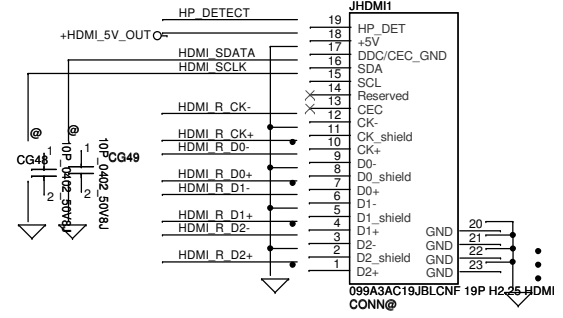 JHDMI1
HP_DETECT 19 HP_DET
+HDMI_5V_OUT 18 +5V
17 DDC/CEC_GND
HDMI_SDATA 16 SDA
HDMI_SCLK 15 SCL
14 Reserved
13 CEC
HDMI_R_CK- 12 CK-
11 CK_shield
HDMI_R_CK+ 10 CK+
HDMI_R_D0- 9 D0-
8 D0_shield
HDMI_R_D0+ 7 D0+
HDMI_R_D1- 6 D1-
5 D1_shield
HDMI_R_D1+ 4 D1+
HDMI_R_D2- 3 D2-
2 D2_shield
HDMI_R_D2+ 1 D2+
GND 20
GND 21
GND 22
GND 23
099A3AC19JBLCNF 19P H2.25 HDMI
CONN@
@
CG48
1
2
10P_0402_50V8J
@
CG49
1
2
10P_0402_50V8J